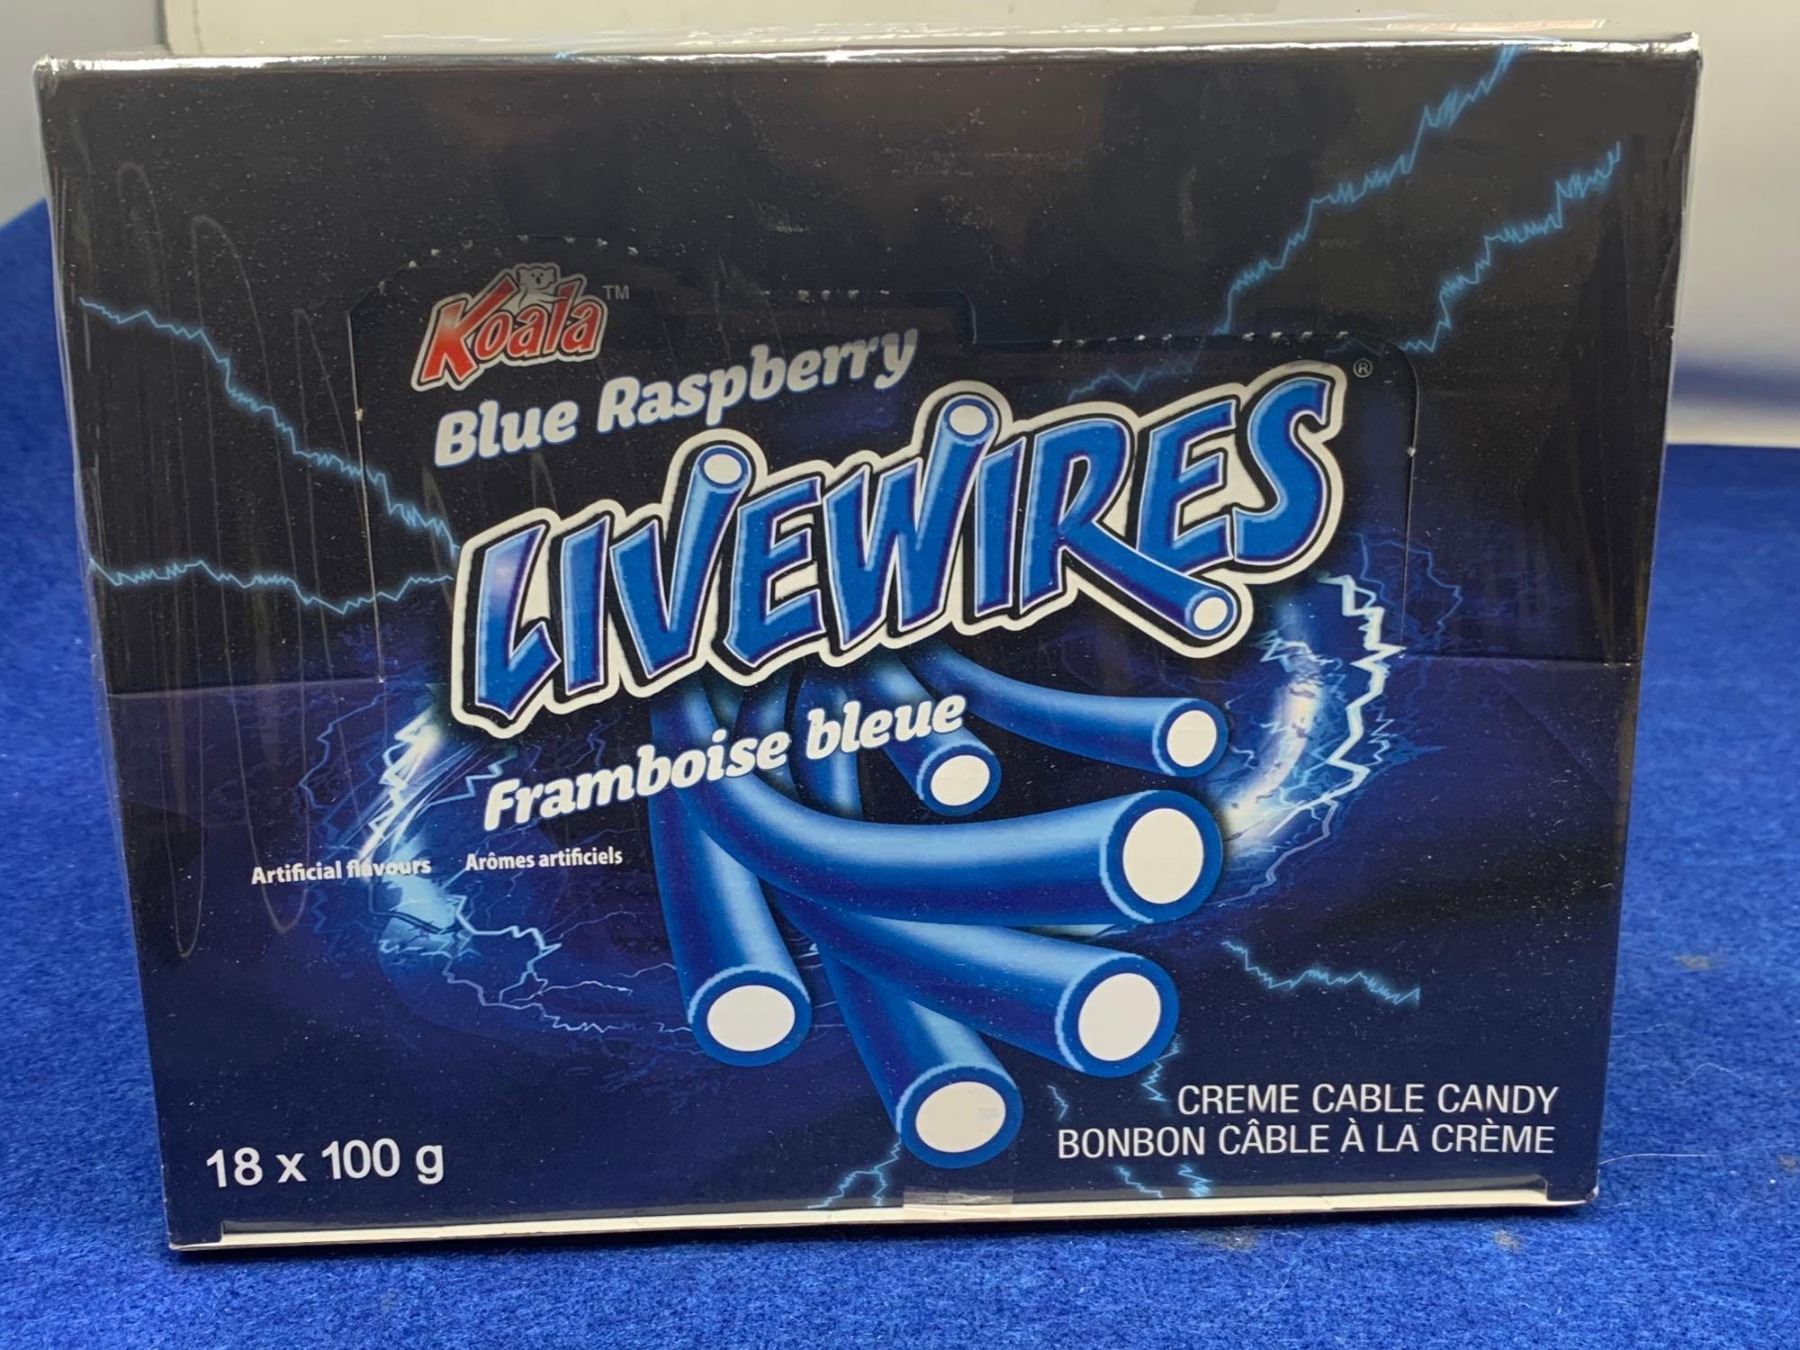 Koala™
Blue Raspberry
LIVEWIRES®
Framboise bleue
Artificial flavours Arômes artificiels
18 x 100 g
CREME CABLE CANDY
BONBON CÂBLE À LA CRÈME